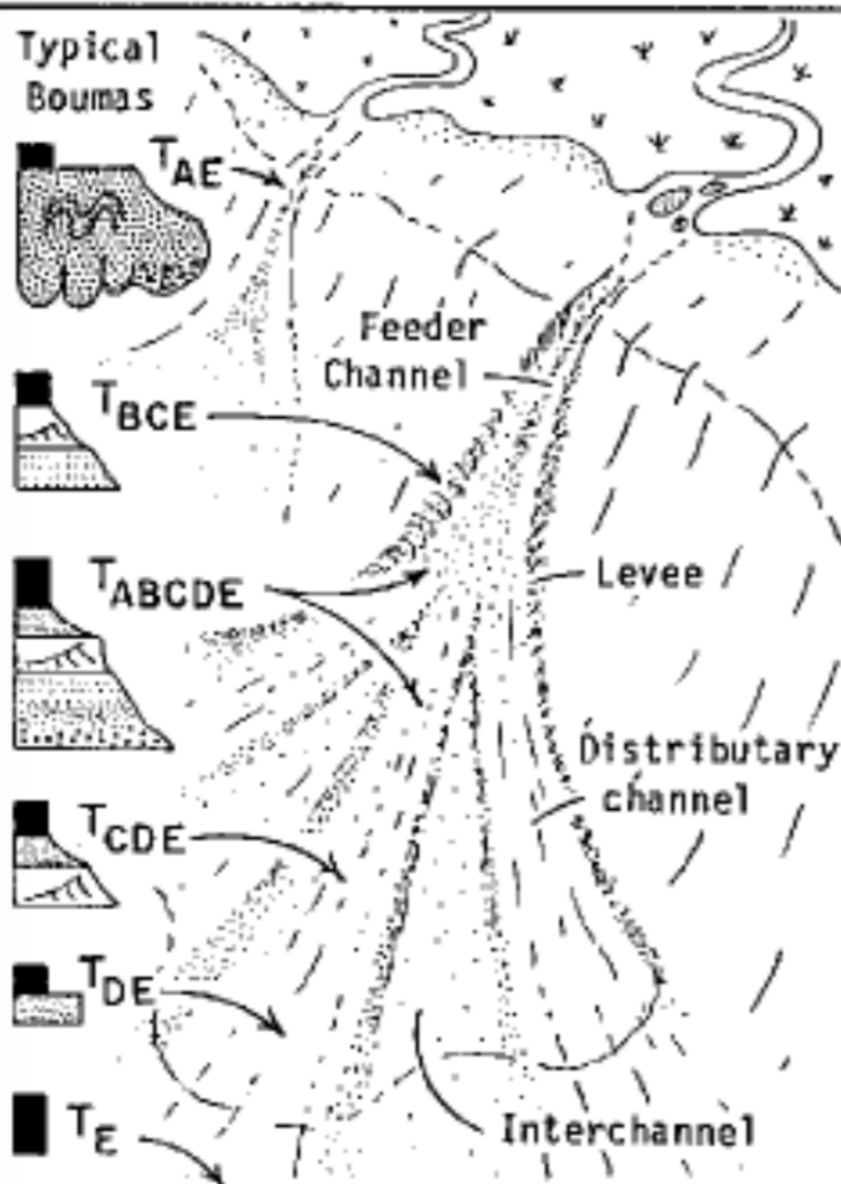 Typical
Boumas
TAE
Feeder
Channel
TBCE
Levee
TABCDE
Distributary
channel
TCDE
TDE
Interchannel
TE